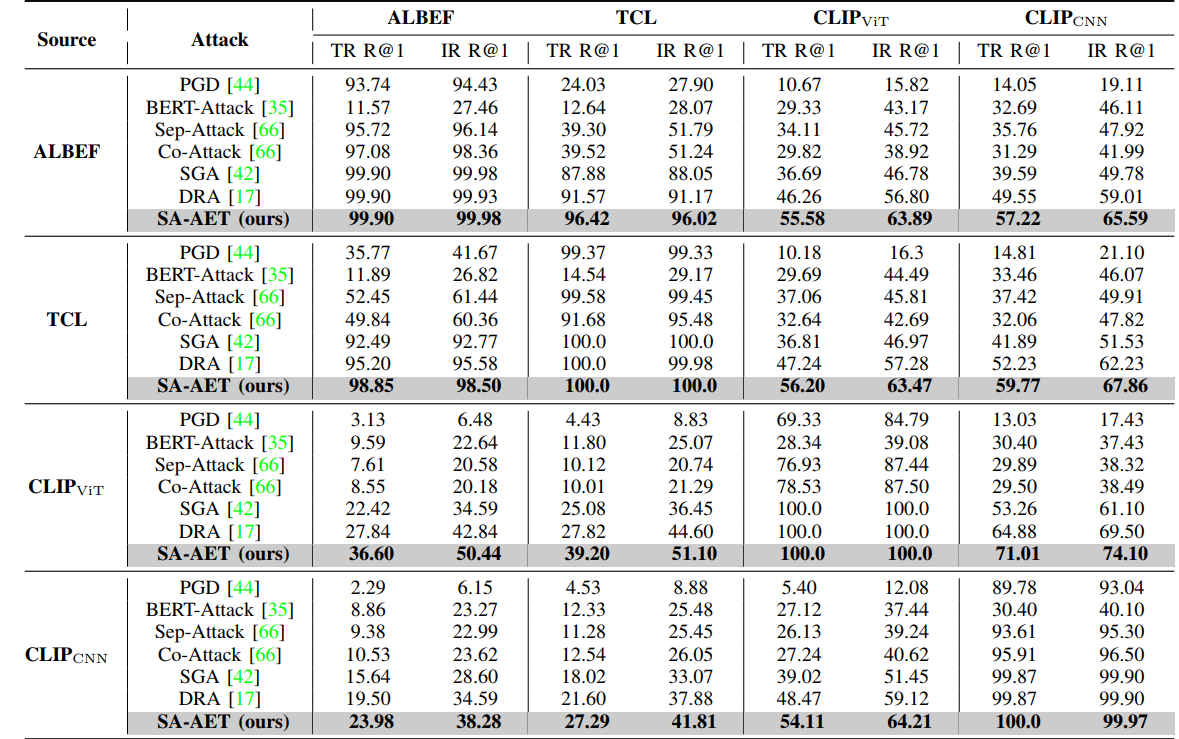 Source Attack ALBEF TCL CLIPViT CLIPCNN
TR R@1 IR R@1 TR R@1 IR R@1 TR R@1 IR R@1 TR R@1 IR R@1
ALBEF
PGD [44] 93.74 94.43 24.03 27.90 10.67 15.82 14.05 19.11
BERT-Attack [35] 11.57 27.46 12.64 28.07 29.33 43.17 32.69 46.11
Sep-Attack [66] 95.72 96.14 39.30 51.79 34.11 45.72 35.76 47.92
Co-Attack [66] 97.08 98.36 39.52 51.24 29.82 38.92 31.29 41.99
SGA [42] 99.90 99.98 87.88 88.05 36.69 46.78 39.59 49.78
DRA [17] 99.90 99.93 91.57 91.17 46.26 56.80 49.55 59.01
SA-AET (ours) 99.90 99.98 96.42 96.02 55.58 63.89 57.22 65.59
TCL
PGD [44] 35.77 41.67 99.37 99.33 10.18 16.3 14.81 21.10
BERT-Attack [35] 11.89 26.82 14.54 29.17 29.69 44.49 33.46 46.07
Sep-Attack [66] 52.45 61.44 99.58 99.45 37.06 45.81 37.42 49.91
Co-Attack [66] 49.84 60.36 91.68 95.48 32.64 42.69 32.06 47.82
SGA [42] 92.49 92.77 100.0 100.0 36.81 46.97 41.89 51.53
DRA [17] 95.20 95.58 100.0 99.98 47.24 57.28 52.23 62.23
SA-AET (ours) 98.85 98.50 100.0 100.0 56.20 63.47 59.77 67.86
CLIPViT
PGD [44] 3.13 6.48 4.43 8.83 69.33 84.79 13.03 17.43
BERT-Attack [35] 9.59 22.64 11.80 25.07 28.34 39.08 30.40 37.43
Sep-Attack [66] 7.61 20.58 10.12 20.74 76.93 87.44 29.89 38.32
Co-Attack [66] 8.55 20.18 10.01 21.29 78.53 87.50 29.50 38.49
SGA [42] 22.42 34.59 25.08 36.45 100.0 100.0 53.26 61.10
DRA [17] 27.84 42.84 27.82 44.60 100.0 100.0 64.88 69.50
SA-AET (ours) 36.60 50.44 39.20 51.10 100.0 100.0 71.01 74.10
CLIPCNN
PGD [44] 2.29 6.15 4.53 8.88 5.40 12.08 89.78 93.04
BERT-Attack [35] 8.86 23.27 12.33 25.48 27.12 37.44 30.40 40.10
Sep-Attack [66] 9.38 22.99 11.28 25.45 26.13 39.24 93.61 95.30
Co-Attack [66] 10.53 23.62 12.54 26.05 27.24 40.62 95.91 96.50
SGA [42] 15.64 28.60 18.02 33.07 39.02 51.45 99.87 99.90
DRA [17] 19.50 34.59 21.60 37.88 48.47 59.12 99.87 99.90
SA-AET (ours) 23.98 38.28 27.29 41.81 54.11 64.21 100.0 99.97